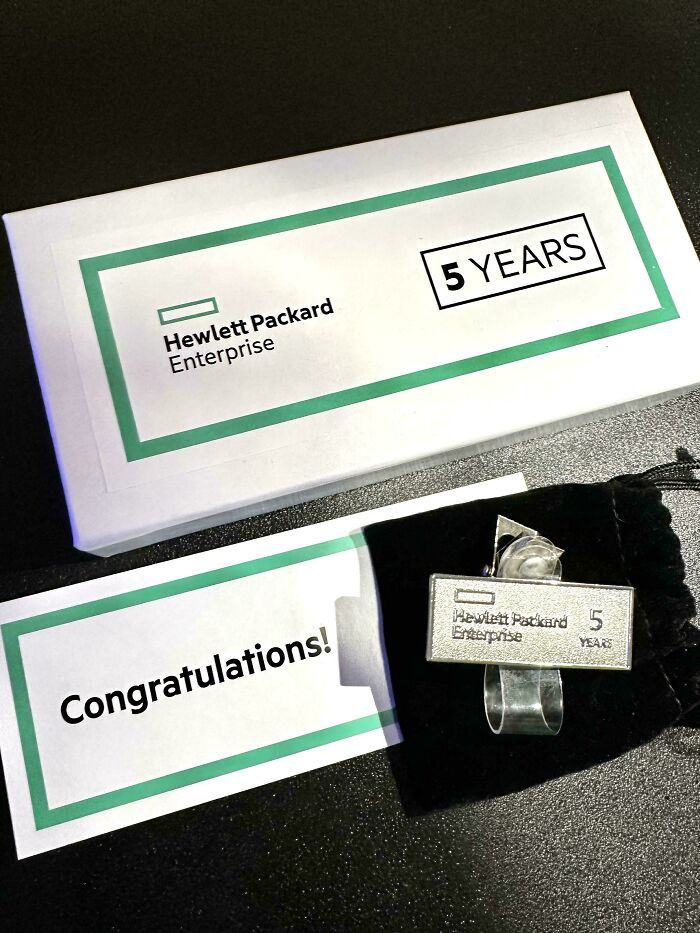 Hewlett Packard
Enterprise
5 YEARS
Congratulations!
Hewlett Packard
Enterprise
5
YEARS